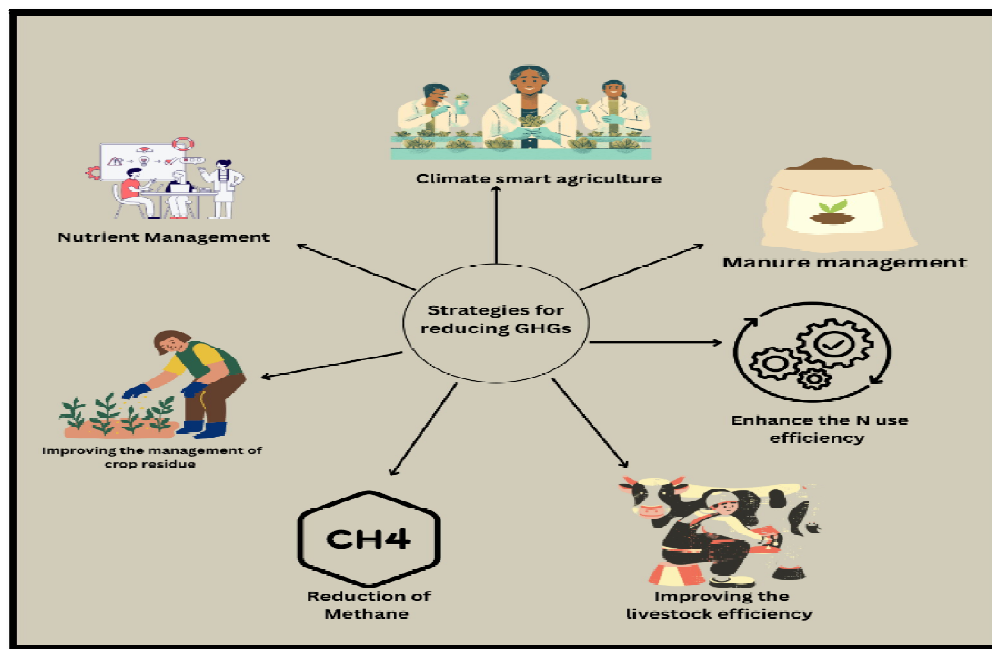 Climate smart agriculture
Nutrient Management
Manure management
Strategies for
reducing GHGs
Enhance the N use
efficiency
Improving the management of
crop residue
CH4
Reduction of
Methane
Improving the
livestock efficiency